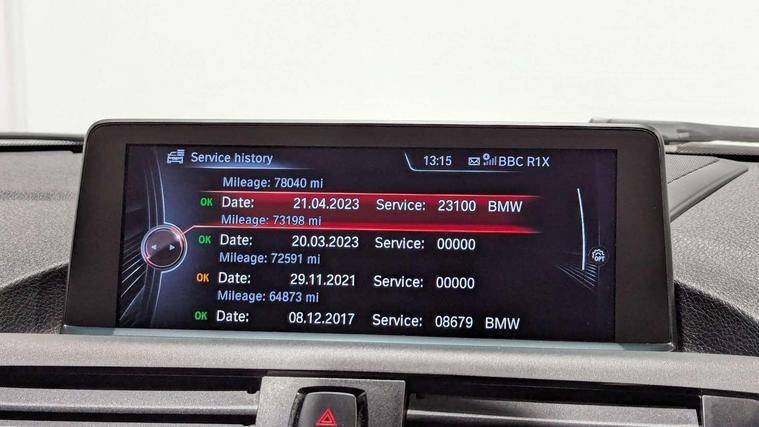 Service history 13:15 BBC R1X
Mileage: 78040 mi
OK Date: 21.04.2023 Service: 23100 BMW
Mileage: 73198 mi
OK Date: 20.03.2023 Service: 00000
Mileage: 72591 mi
OK Date: 29.11.2021 Service: 00000
Mileage: 64873 mi
OK Date: 08.12.2017 Service: 08679 BMW
OPT